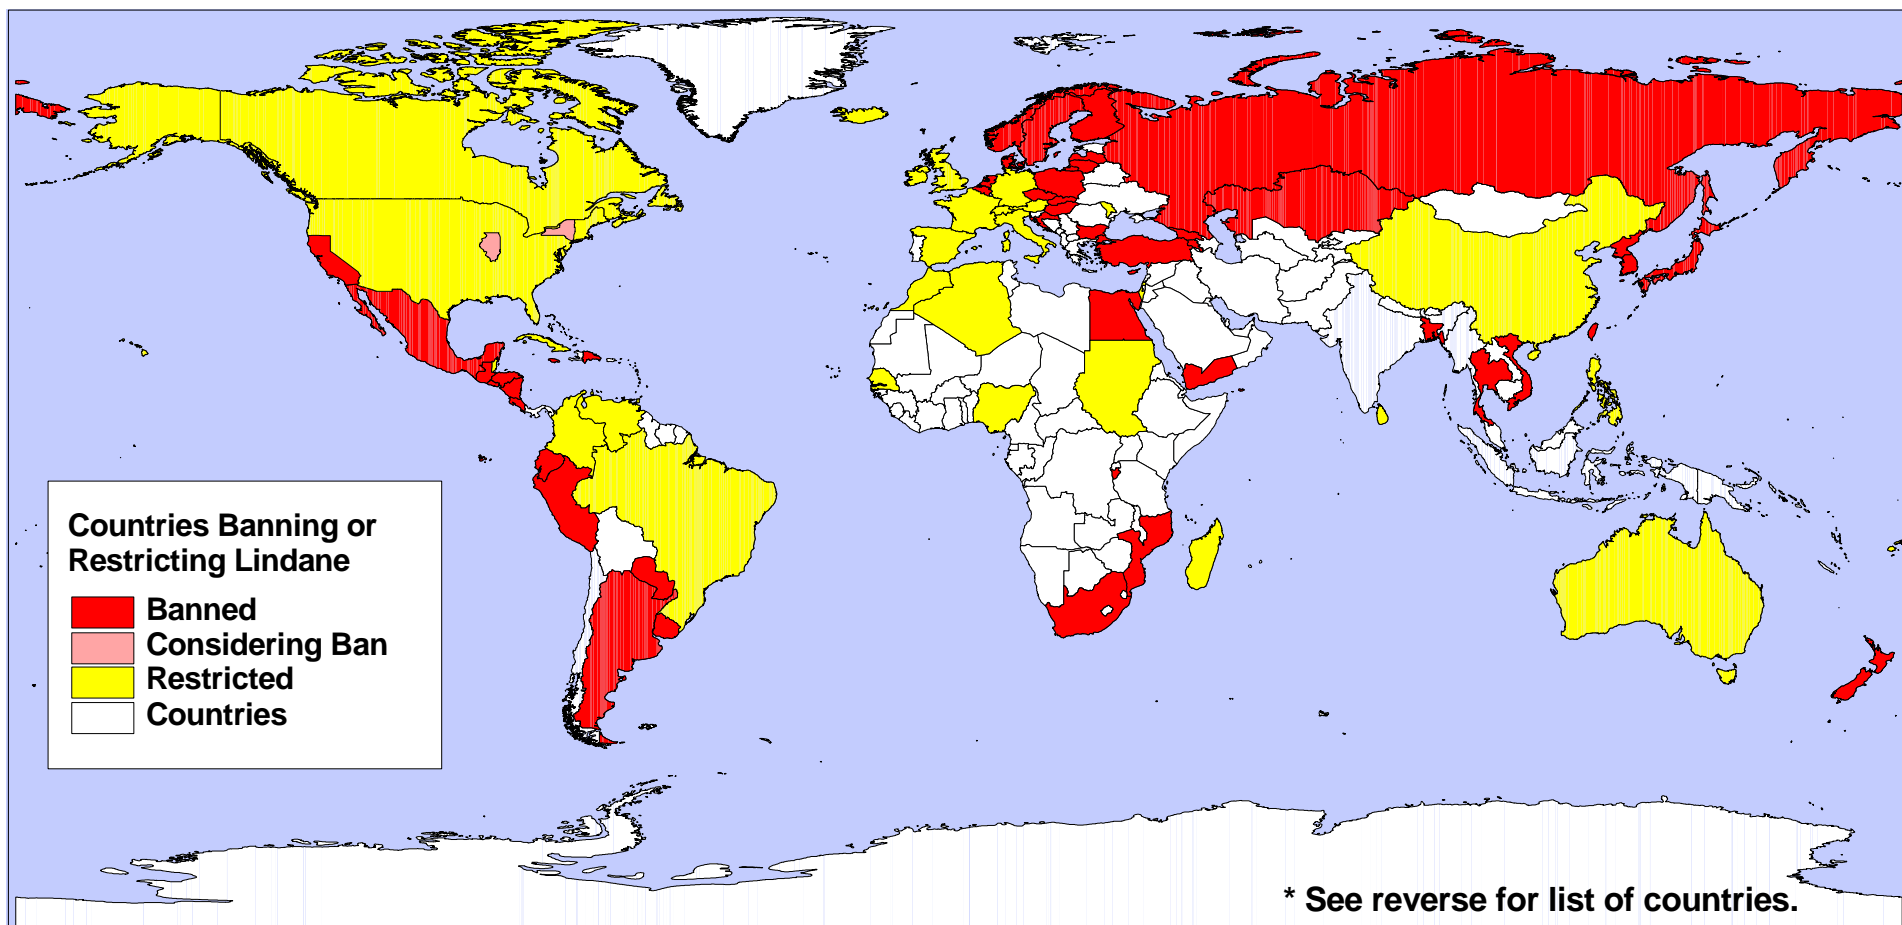 Countries Banning or
Restricting Lindane
Banned
Considering Ban
Restricted
Countries
* See reverse for list of countries.